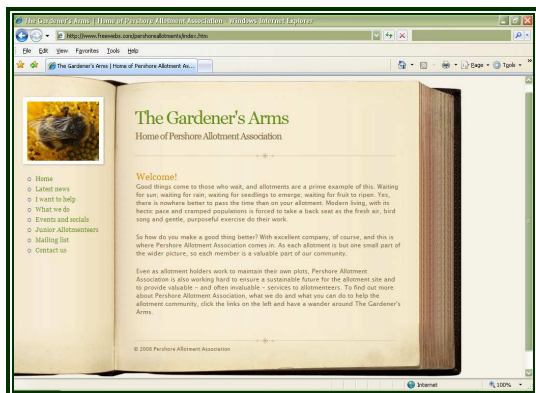 The Gardener's Arms | Home of Pershore Allotment Association - Windows Internet Explorer
http://www.freewebs.com/pershoreallotments/index.htm
File Edit View Favorites Tools Help
The Gardener's Arms | Home of Pershore Allotment As...
Page Tools
The Gardener's Arms
Home of Pershore Allotment Association
Home
Latest news
I want to help
What we do
Events and socials
Junior Allotmenteers
Mailing list
Contact us
Welcome!
Good things come to those who wait, and allotments are a prime example of this. Waiting
for sun; waiting for rain; waiting for seedlings to emerge; waiting for fruit to ripen. Yes,
there is nowhere better to pass the time than on your allotment. Modern living, with its
hectic pace and cramped populations is forced to take a back seat as the fresh air, bird
song and gentle, purposeful exercise do their work.
So how do you make a good thing better? With excellent company, of course, and this is
where Pershore Allotment Association comes in. As each allotment is but one small part of
the wider picture, so each member is a valuable part of our community.
Even as allotment holders work to maintain their own plots, Pershore Allotment
Association is also working hard to ensure a sustainable future for the allotment site and
to provide valuable – and often invaluable – services to allotmenteers. To find out more
about Pershore Allotment Association, what we do and what you can do to help the
allotment community, click the links on the left and have a wander around The Gardener's
Arms.
© 2008 Pershore Allotment Association
Internet
100%